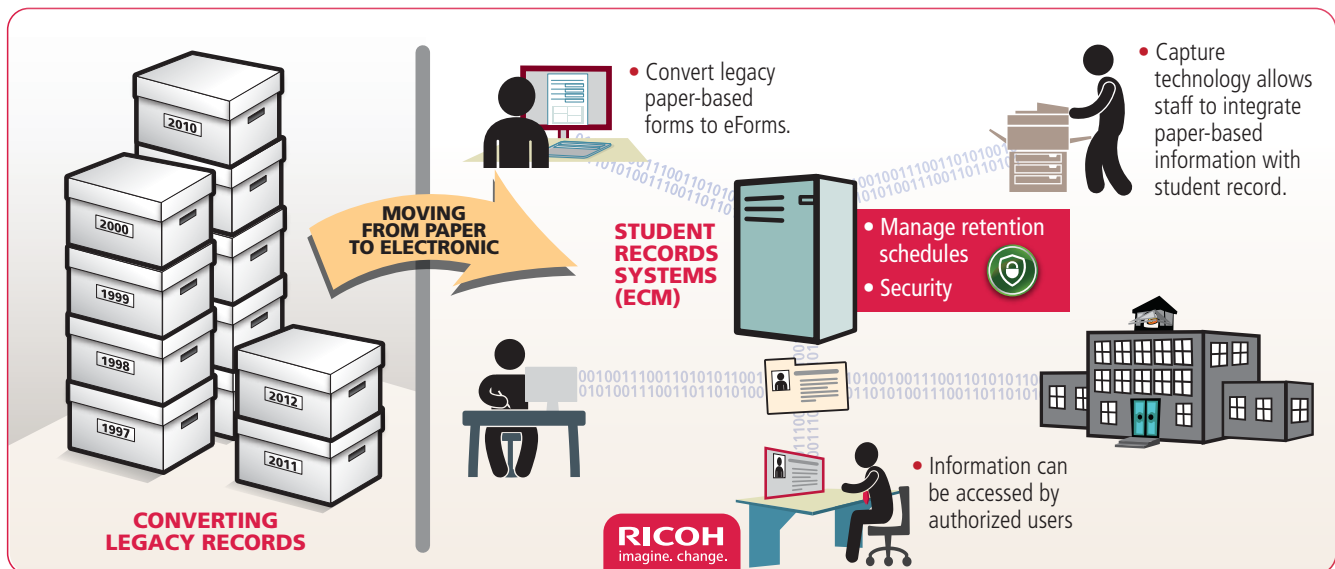 2010
2000
1999
1998
1997
2012
2011
CONVERTING
LEGACY RECORDS
MOVING
FROM PAPER
TO ELECTRONIC
• Convert legacy
paper-based
forms to eForms.
• Capture
technology allows
staff to integrate
paper-based
information with
student record.
STUDENT
RECORDS
SYSTEMS
(ECM)
• Manage retention
schedules
• Security
• Information can
be accessed by
authorized users
RICOH
imagine. change.